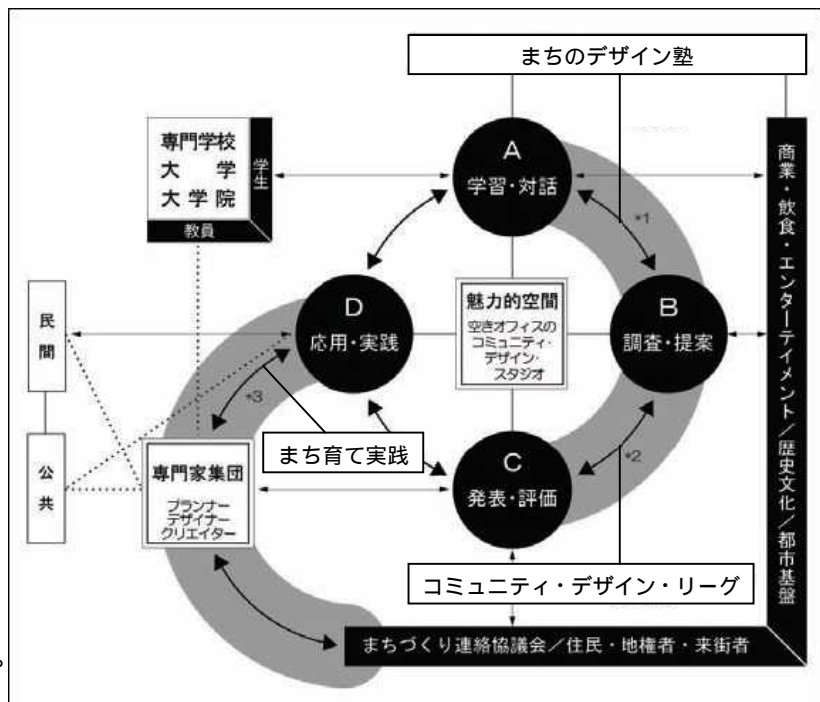 まちのデザイン塾
専門学校
大学
大学院
学生
教員
A
学習・対話
*1
商業・飲食・エンターテイメント/歴史文化/都市基盤
民間
公共
D
応用・実践
魅力的空間
空きオフィスの
コミュニティ・
デザイン・
スタジオ
B
調査・提案
*3
まち育て実践
*2
専門家集団
プランナー
デザイナー
クリエイター
C
発表・評価
コミュニティ・デザイン・リーグ
まちづくり連絡協議会/住民・地権者・来街者
。